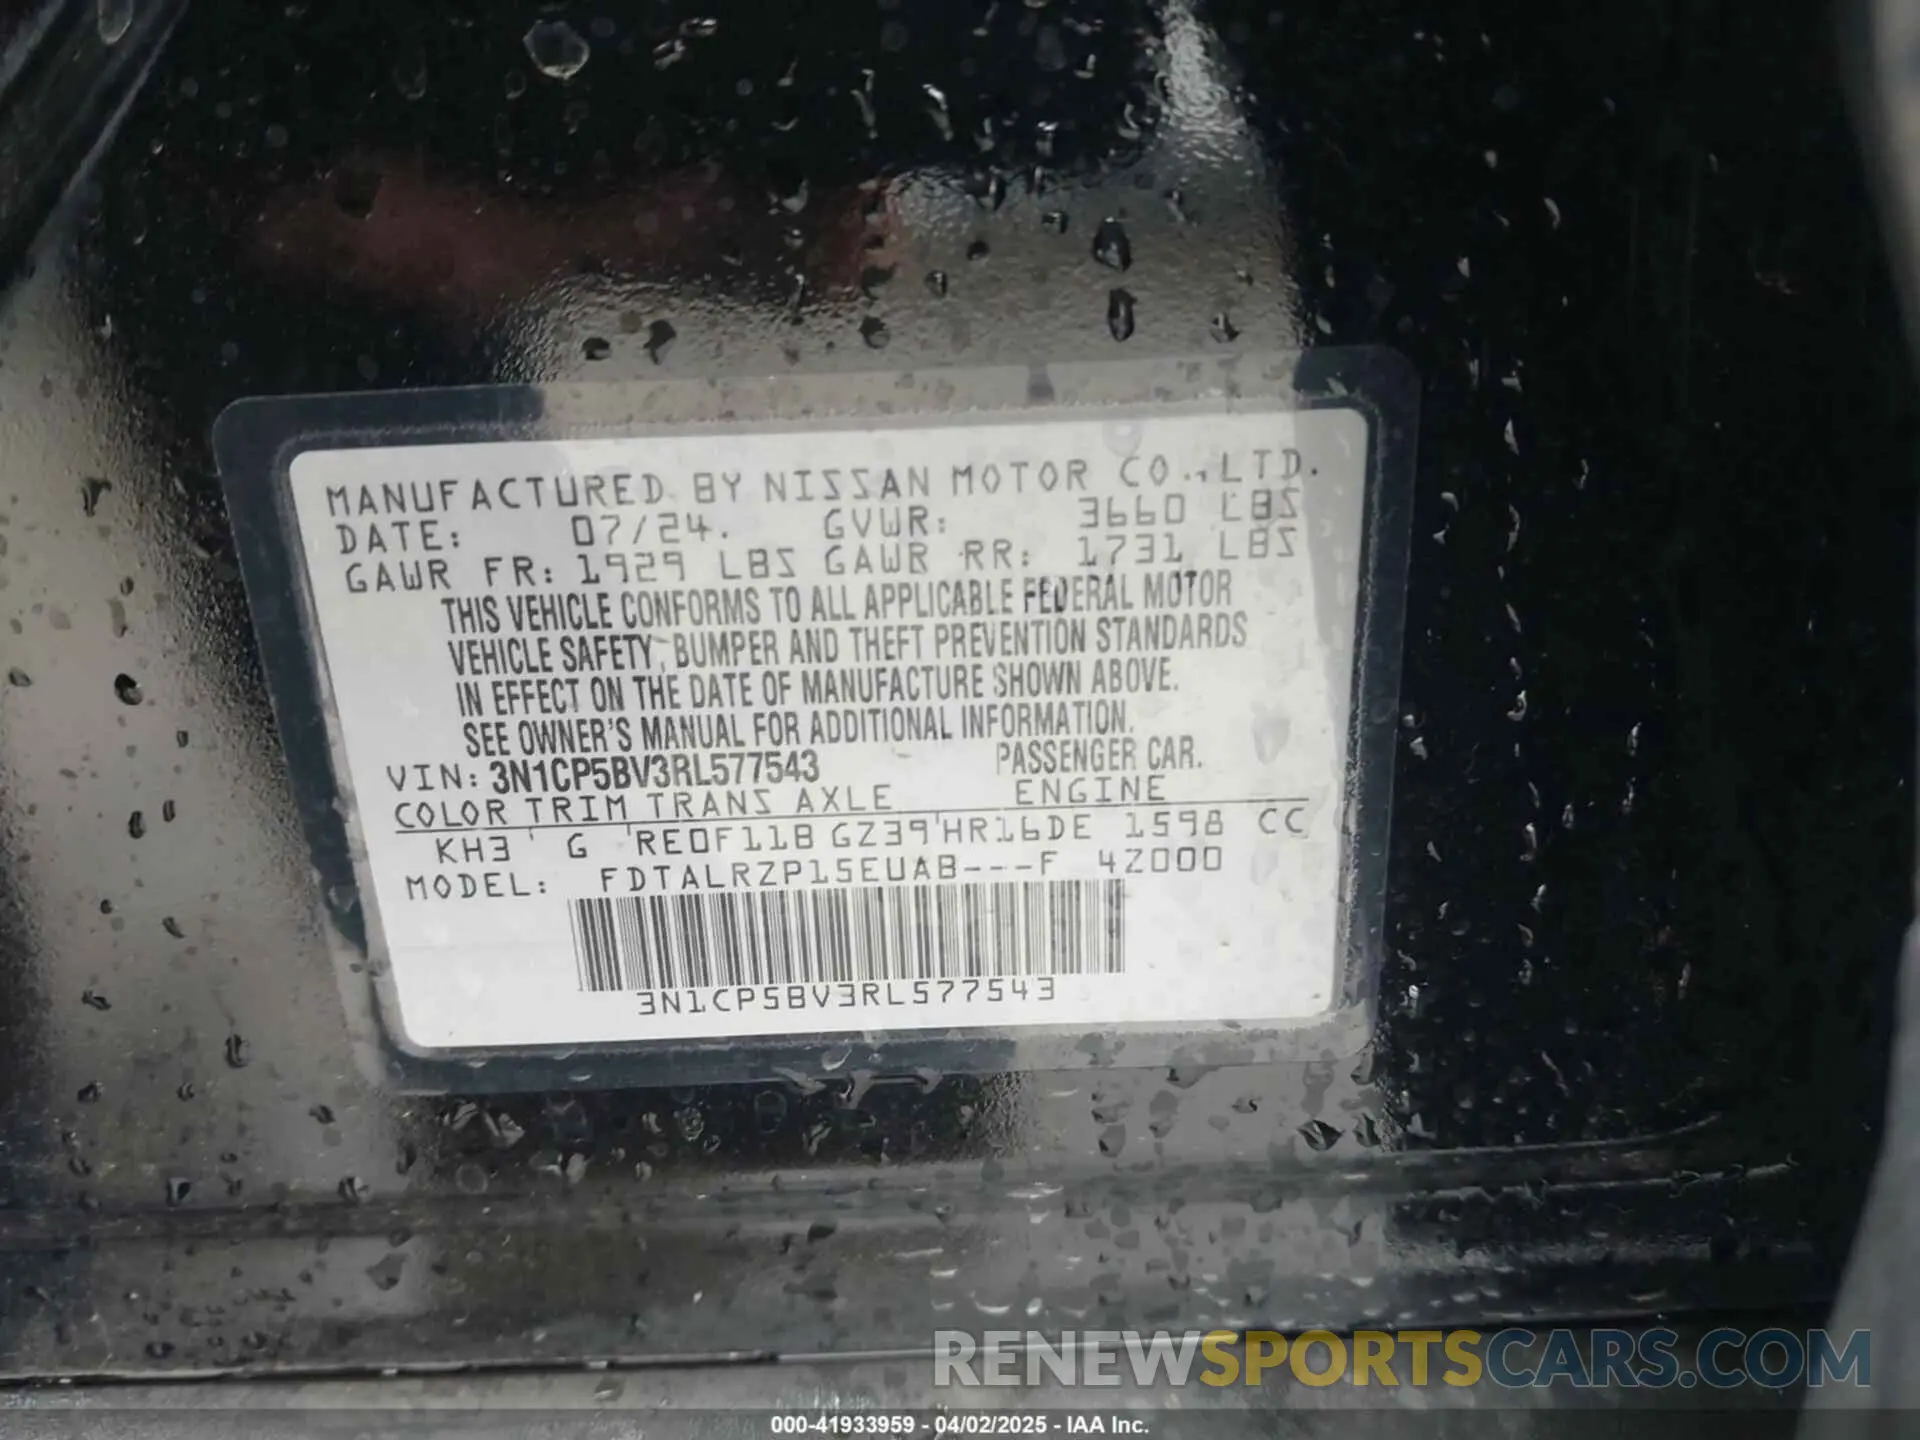 MANUFACTURED BY NISSAN MOTOR CO., LTD.
DATE: 07/24. GVWR: 3660 LBS
GAWR FR: 1929 LBS GAWR RR: 1731 LBS
THIS VEHICLE CONFORMS TO ALL APPLICABLE FEDERAL MOTOR
VEHICLE SAFETY, BUMPER AND THEFT PREVENTION STANDARDS
IN EFFECT ON THE DATE OF MANUFACTURE SHOWN ABOVE.
SEE OWNER'S MANUAL FOR ADDITIONAL INFORMATION.
VIN: 3N1CP5BV3RL577543 PASSENGER CAR.
COLOR TRIM TRANS AXLE ENGINE
KH3 G RE0F11B GZ39 HR16DE 1598 CC
MODEL: FDTALRZP15EUAB---F 4Z000
3N1CP5BV3RL577543
RENEWSPORTSCARS.COM
000-41933959 - 04/02/2025 - IAA Inc.